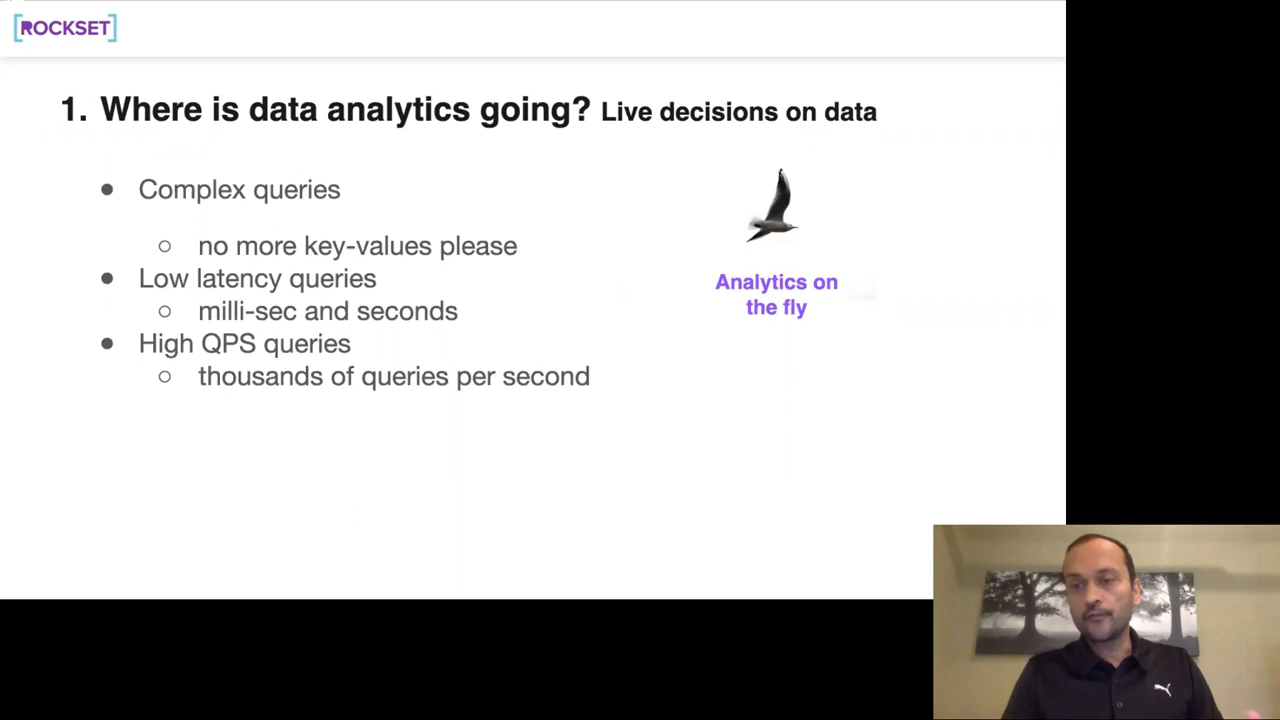 [ROCKSET]
1. Where is data analytics going? Live decisions on data
● Complex queries
○ no more key-values please
● Low latency queries
○ milli-sec and seconds
● High QPS queries
○ thousands of queries per second
Analytics on
the fly